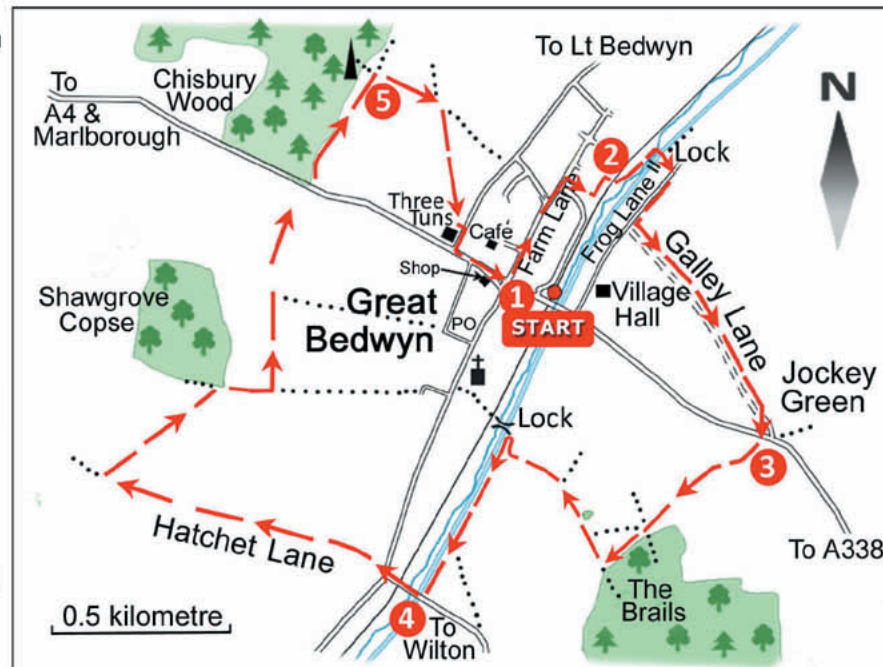 To Lt Bedwyn
Chisbury
Wood
To
A4 &
Marlborough
5
N
2
Lock
Three
Tuns
Café
Farm Lane
Frog Lane
Galley Lane
Shop
Shawgrove
Copse
Great
Bedwyn
1
START
Village
Hall
PO
Jockey
Green
Lock
3
Hatchet Lane
To A338
The
Brails
0.5 kilometre
4
To
Wilton